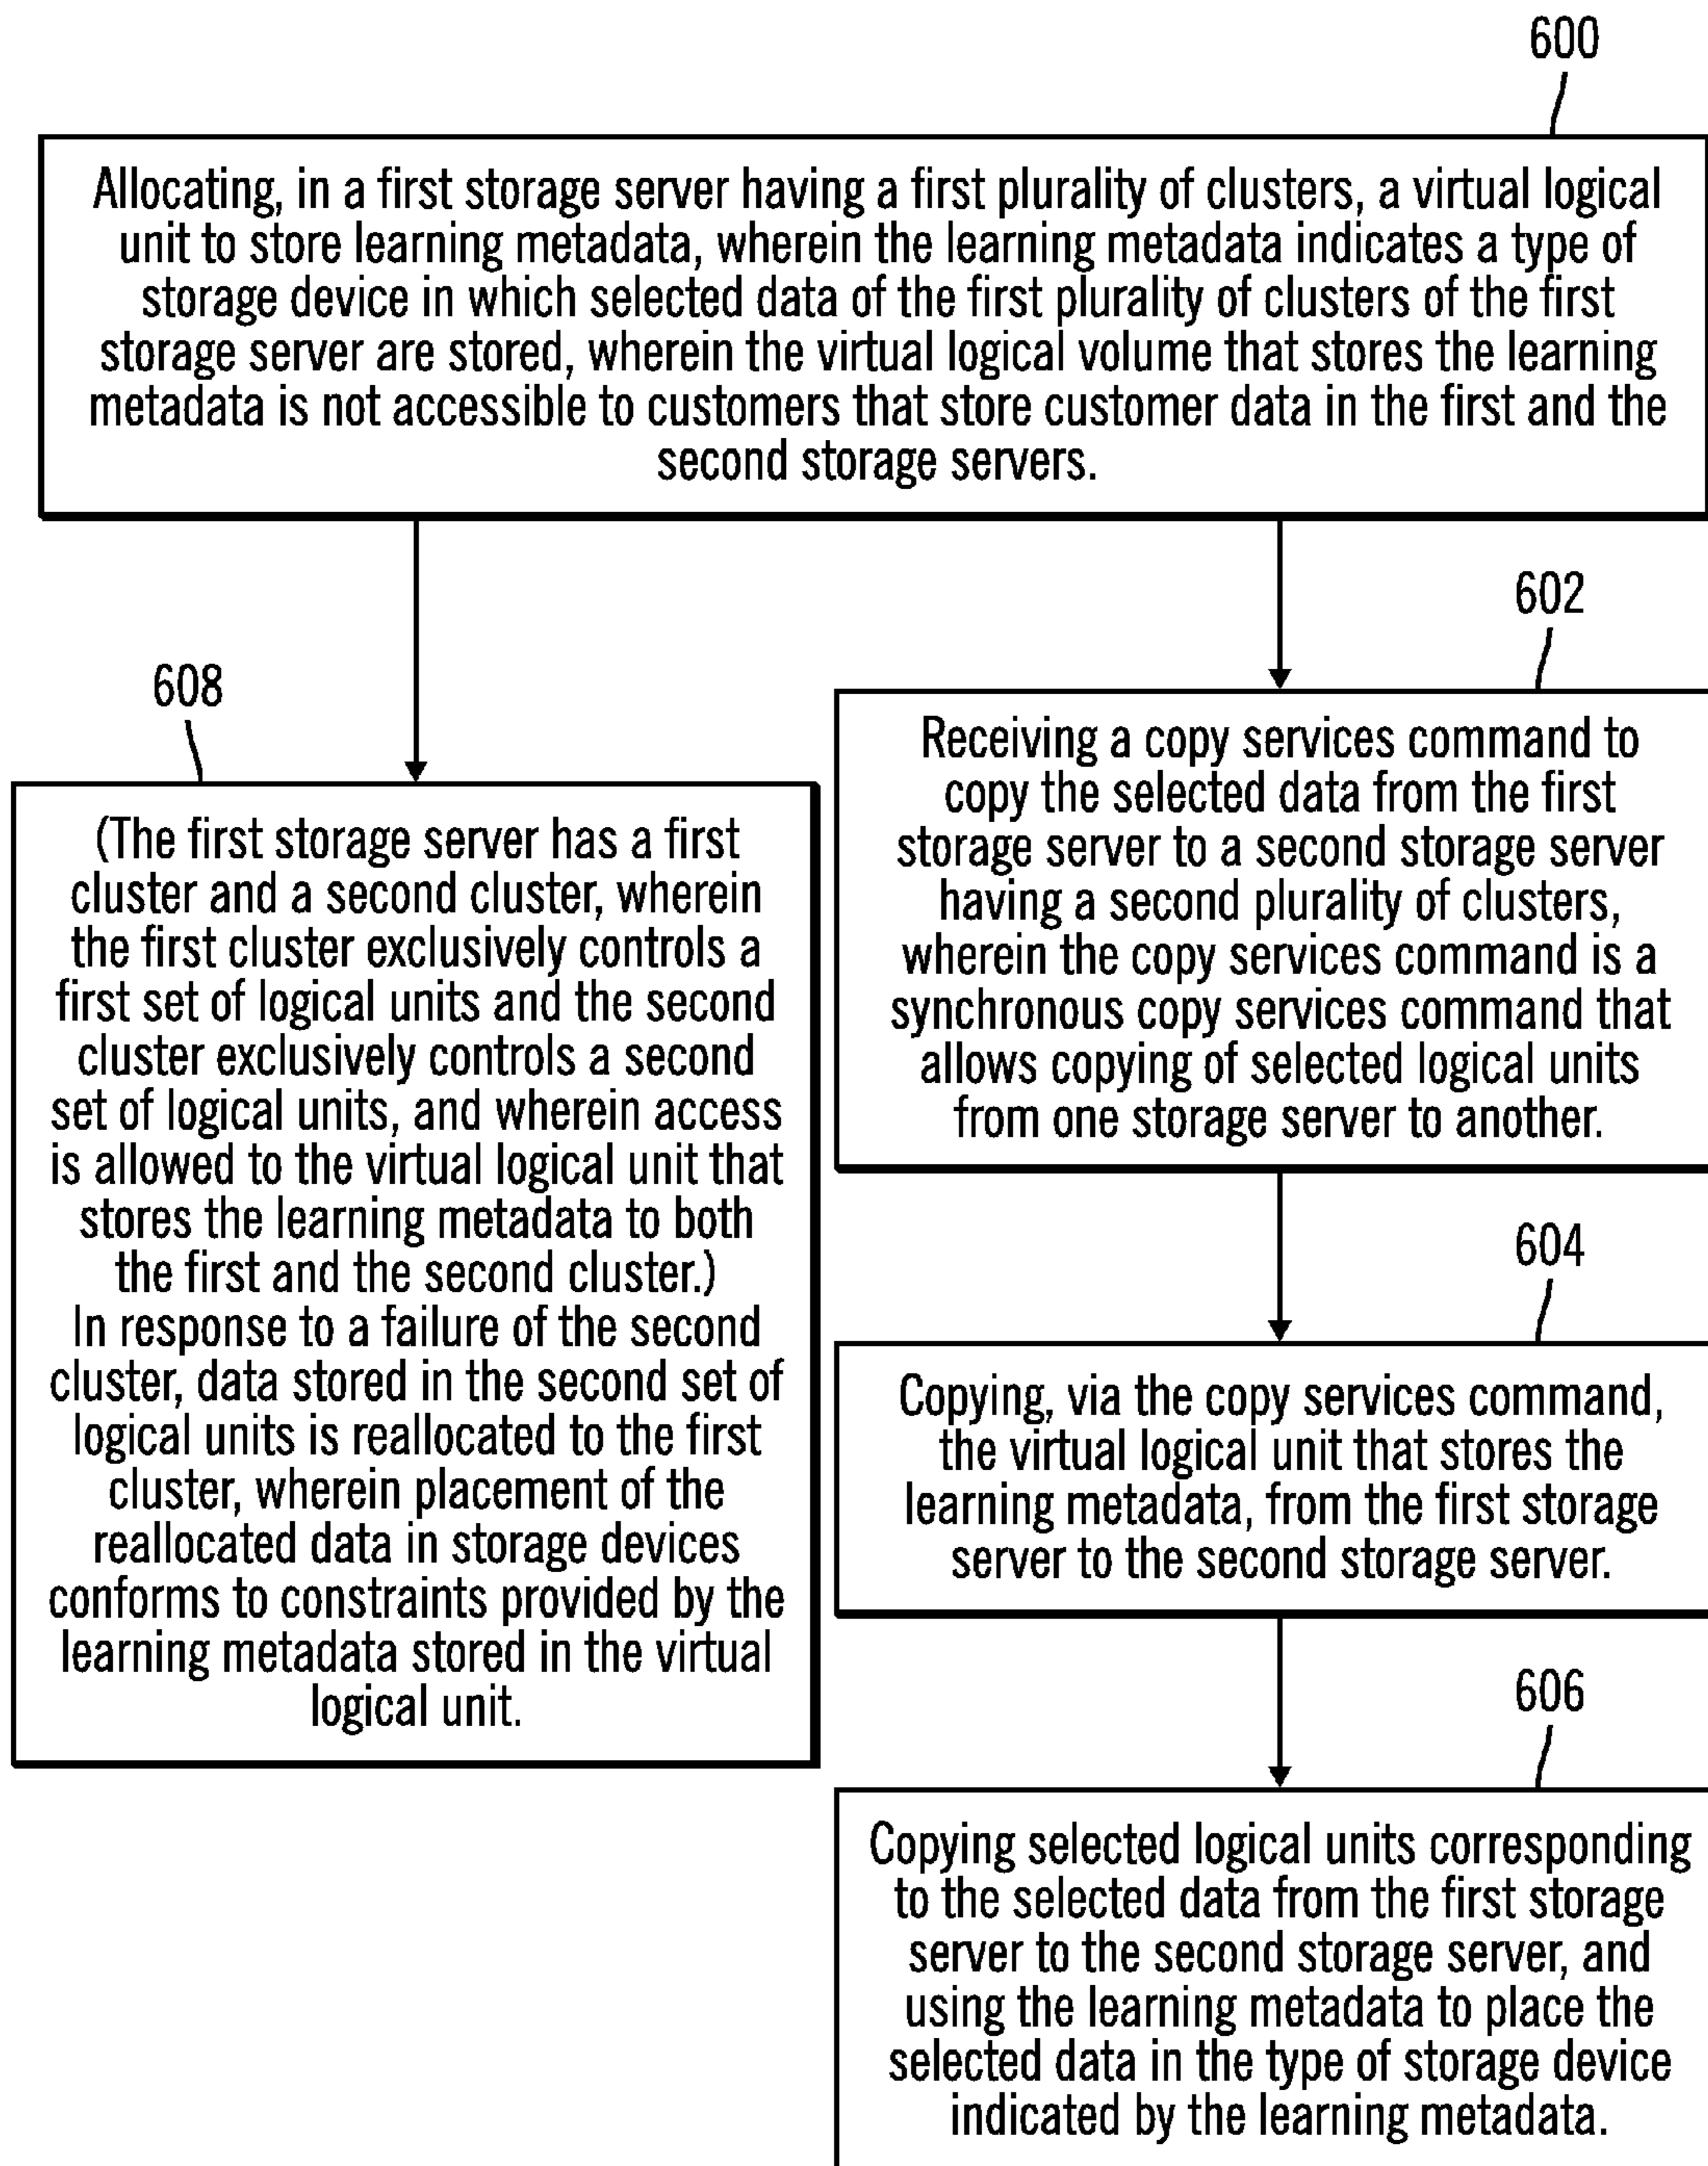 600
Allocating, in a first storage server having a first plurality of clusters, a virtual logical
unit to store learning metadata, wherein the learning metadata indicates a type of
storage device in which selected data of the first plurality of clusters of the first
storage server are stored, wherein the virtual logical volume that stores the learning
metadata is not accessible to customers that store customer data in the first and the
second storage servers.
608
(The first storage server has a first
cluster and a second cluster, wherein
the first cluster exclusively controls a
first set of logical units and the second
cluster exclusively controls a second
set of logical units, and wherein access
is allowed to the virtual logical unit that
stores the learning metadata to both
the first and the second cluster.)
In response to a failure of the second
cluster, data stored in the second set of
logical units is reallocated to the first
cluster, wherein placement of the
reallocated data in storage devices
conforms to constraints provided by the
learning metadata stored in the virtual
logical unit.
602
Receiving a copy services command to
copy the selected data from the first
storage server to a second storage server
having a second plurality of clusters,
wherein the copy services command is a
synchronous copy services command that
allows copying of selected logical units
from one storage server to another.
604
Copying, via the copy services command,
the virtual logical unit that stores the
learning metadata, from the first storage
server to the second storage server.
606
Copying selected logical units corresponding
to the selected data from the first storage
server to the second storage server, and
using the learning metadata to place the
selected data in the type of storage device
indicated by the learning metadata.